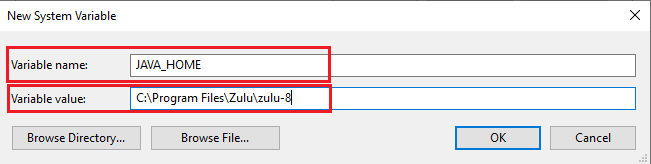 New System Variable
Variable name: JAVA_HOME
Variable value: C:\Program Files\Zulu\zulu-8
Browse Directory... Browse File... OK Cancel